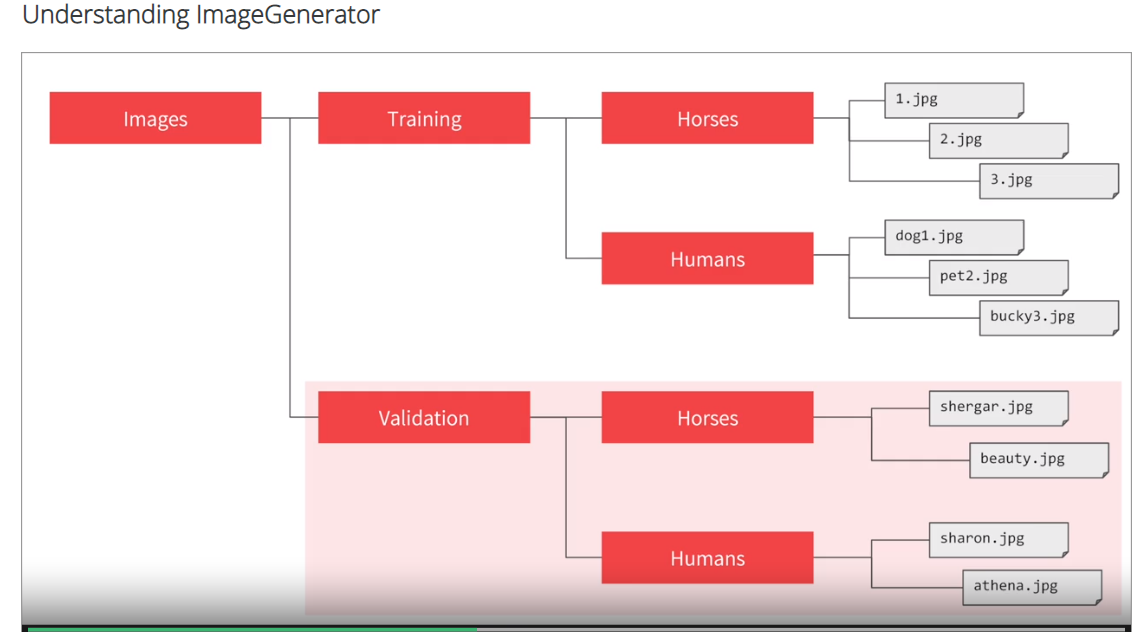 Understanding ImageGenerator
Images
Training
Horses
1.jpg
2.jpg
3.jpg
Humans
dog1.jpg
pet2.jpg
bucky3.jpg
Validation
Horses
shergar.jpg
beauty.jpg
Humans
sharon.jpg
athena.jpg